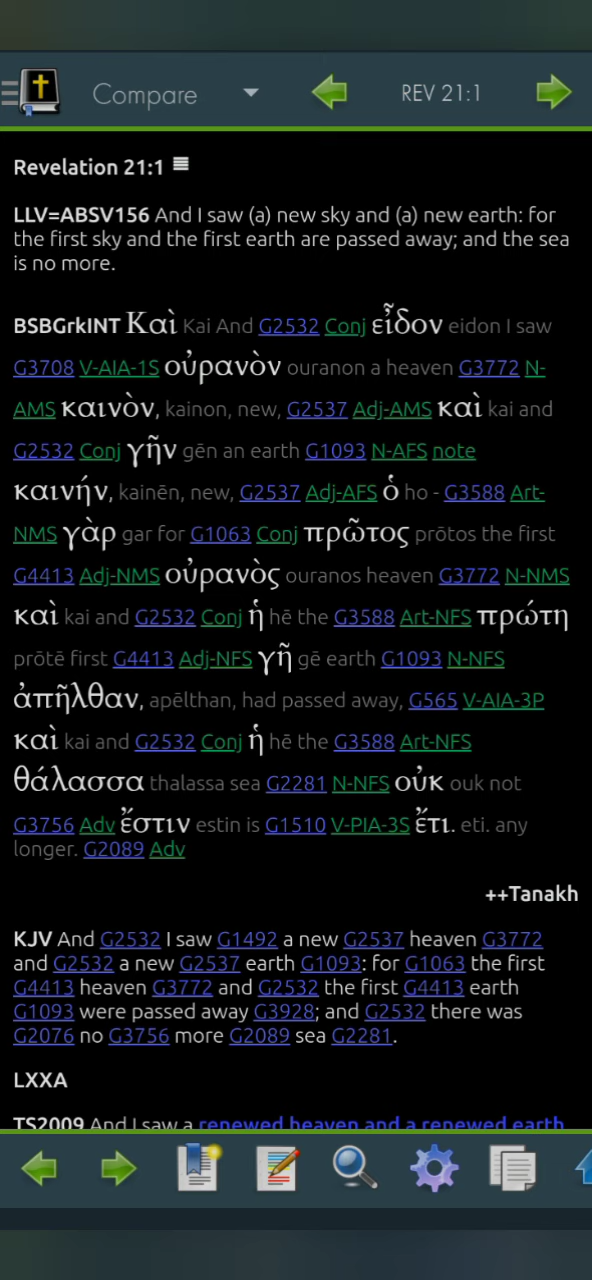 Compare
REV 21:1
Revelation 21:1
LLV=ABSV156 And I saw (a) new sky and (a) new earth: for
the first sky and the first earth are passed away; and the sea
is no more.
BSBGrkINT Καὶ Kai And G2532 Conj εἶδον eidon I saw
G3708 V-AIA-1S οὐρανὸν ouranon a heaven G3772 N-
AMS καινὸν, kainon, new, G2537 Adj-AMS καὶ kai and
G2532 Conj γῆν gēn an earth G1093 N-AFS note
καινήν, kainēn, new, G2537 Adj-AFS ὁ ho - G3588 Art-
NMS γὰρ gar for G1063 Conj πρῶτος prōtos the first
G4413 Adj-NMS οὐρανὸς ouranos heaven G3772 N-NMS
καὶ kai and G2532 Conj ἡ hē the G3588 Art-NFS πρώτη
prōtē first G4413 Adj-NFS γῆ gē earth G1093 N-NFS
ἀπῆλθαν, apēlthan, had passed away, G565 V-AIA-3P
καὶ kai and G2532 Conj ἡ hē the G3588 Art-NFS
θάλασσα thalassa sea G2281 N-NFS οὐκ ouk not
G3756 Adv ἔστιν estin is G1510 V-PIA-3S ἔτι. eti. any
longer. G2089 Adv
++Tanakh
KJV And G2532 I saw G1492 a new G2537 heaven G3772
and G2532 a new G2537 earth G1093: for G1063 the first
G4413 heaven G3772 and G2532 the first G4413 earth
G1093 were passed away G3928; and G2532 there was
G2076 no G3756 more G2089 sea G2281.
LXXA
TS2009 And I saw a renewed heaven and a renewed earth